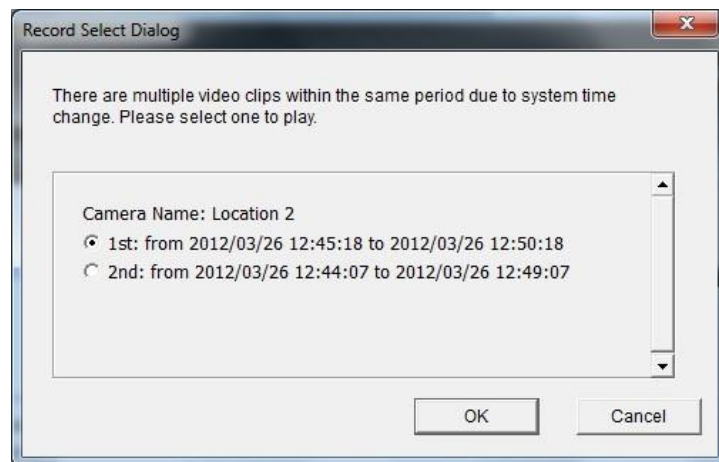 Record Select Dialog
There are multiple video clips within the same period due to system time
change. Please select one to play.
Camera Name: Location 2
1st: from 2012/03/26 12:45:18 to 2012/03/26 12:50:18
2nd: from 2012/03/26 12:44:07 to 2012/03/26 12:49:07
OK
Cancel